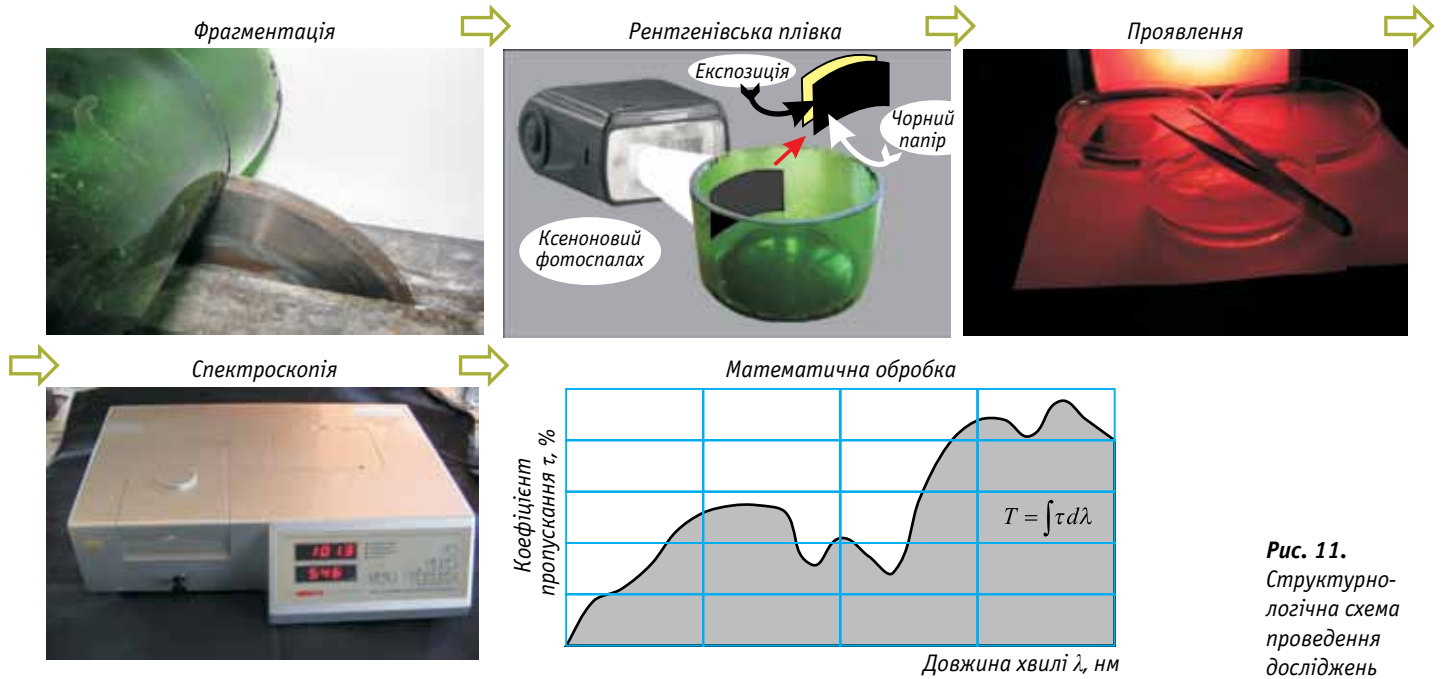 Фрагментація
Рентгенівська плівка
Проявлення
Експозиція
Чорний
папір
Ксеноновий
фотоспалах
Спектроскопія
1013
546
Математична обробка
Коефіцієнт
пропускання τ, %
T = ∫τdλ
Довжина хвилі λ, нм
Рис. 11.
Структурно-
логічна схема
проведення
досліджень